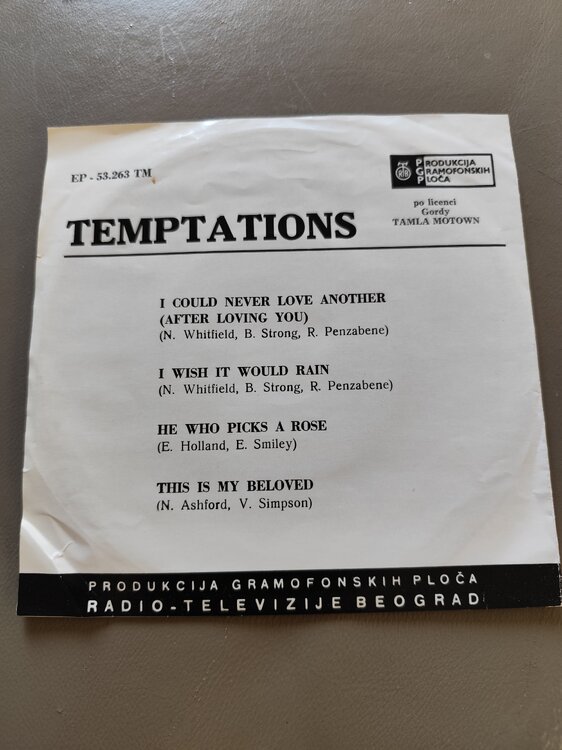 EP - 53.263 TM
RTB
PRODUKCIJA
GRAMOFONSKIH
PLOČA
po licenci
Gordy
TAMLA MOTOWN
TEMPTATIONS
I COULD NEVER LOVE ANOTHER
(AFTER LOVING YOU)
(N. Whitfield, B. Strong, R. Penzabene)
I WISH IT WOULD RAIN
(N. Whitfield, B. Strong, R. Penzabene)
HE WHO PICKS A ROSE
(E. Holland, E. Smiley)
THIS IS MY BELOVED
(N. Ashford, V. Simpson)
PRODUKCIJA GRAMOFONSKIH PLOČA
RADIO-TELEVIZIJE BEOGRAD